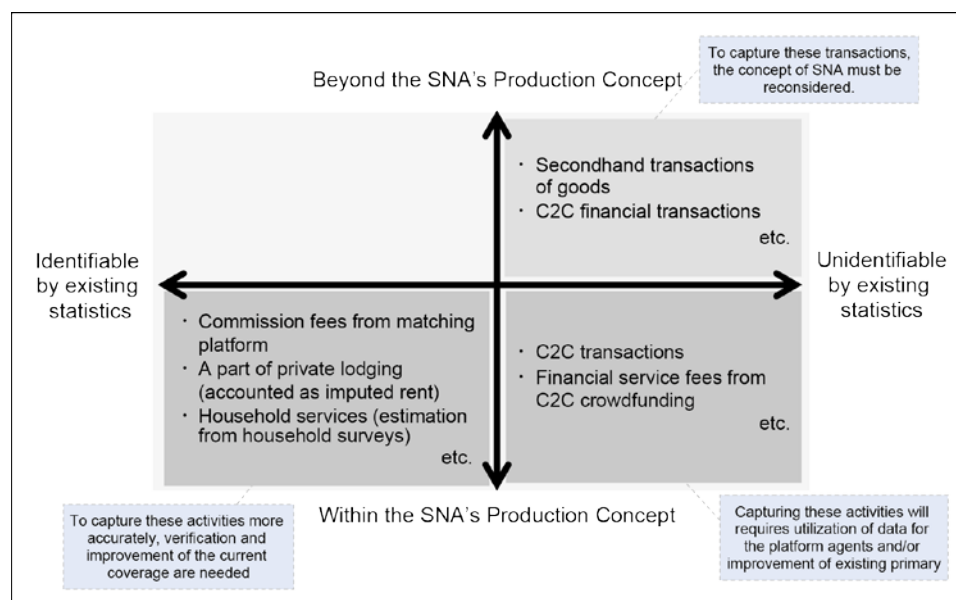 To capture these transactions,
the concept of SNA must be
reconsidered.
Beyond the SNA's Production Concept
・ Secondhand transactions
of goods
・ C2C financial transactions
etc.
Identifiable
by existing
statistics
Unidentifiable
by existing
statistics
・ Commission fees from matching
platform
・ A part of private lodging
(accounted as imputed rent)
・ Household services (estimation
from household surveys)
etc.
・ C2C transactions
・ Financial service fees from
C2C crowdfunding
etc.
Within the SNA's Production Concept
To capture these activities more
accurately, verification and
improvement of the current
coverage are needed
Capturing these activities will
requires utilization of data for
the platform agents and/or
improvement of existing primary